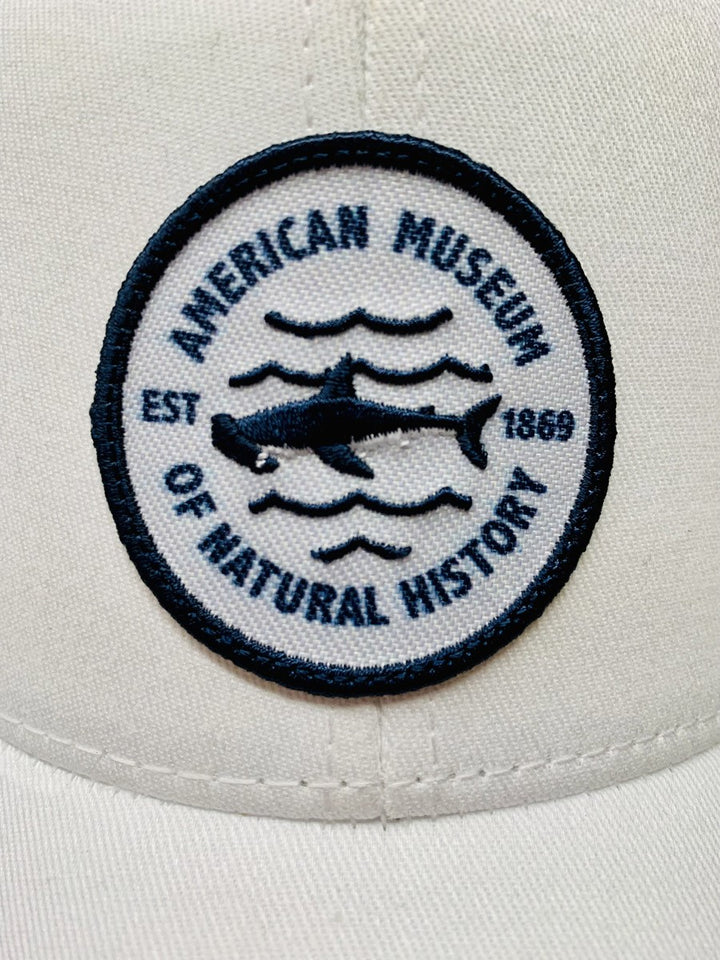 AMERICAN MUSEUM
EST 1869
OF NATURAL HISTORY